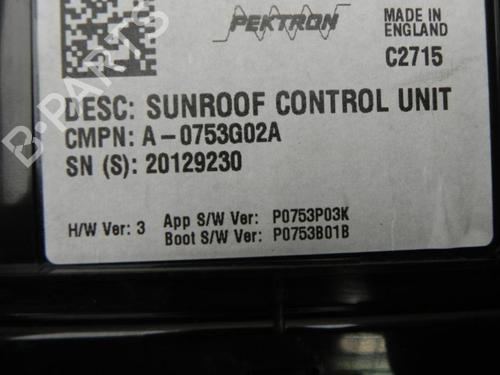 PEKTRON
MADE IN
ENGLAND
C2715
DESC: SUNROOF CONTROL UNIT
CMPN: A-0753G02A
SN (S): 20129230
H/W Ver: 3 App S/W Ver: P0753P03K
Boot S/W Ver: P0753B01B
B-PARTS